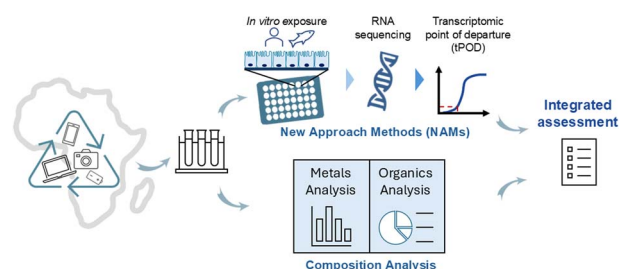 In vitro exposure
RNA
sequencing
Transcriptomic
point of departure
(tPOD)
New Approach Methods (NAMs)
Integrated
assessment
Metals
Analysis
Organics
Analysis
Composition Analysis